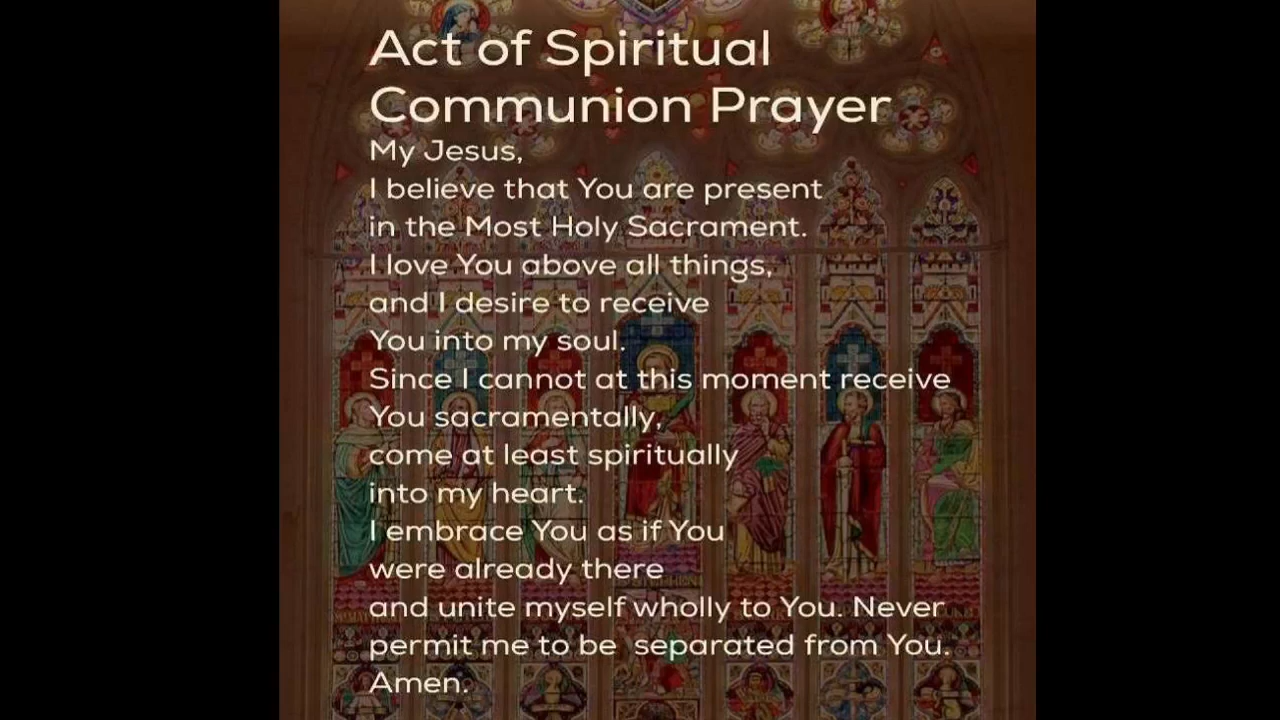 Act of Spiritual
Communion Prayer
My Jesus,
I believe that You are present
in the Most Holy Sacrament.
I love You above all things,
and I desire to receive
You into my soul.
Since I cannot at this moment receive
You sacramentally,
come at least spiritually
into my heart.
I embrace You as if You
were already there
and unite myself wholly to You. Never
permit me to be  separated from You.
Amen.